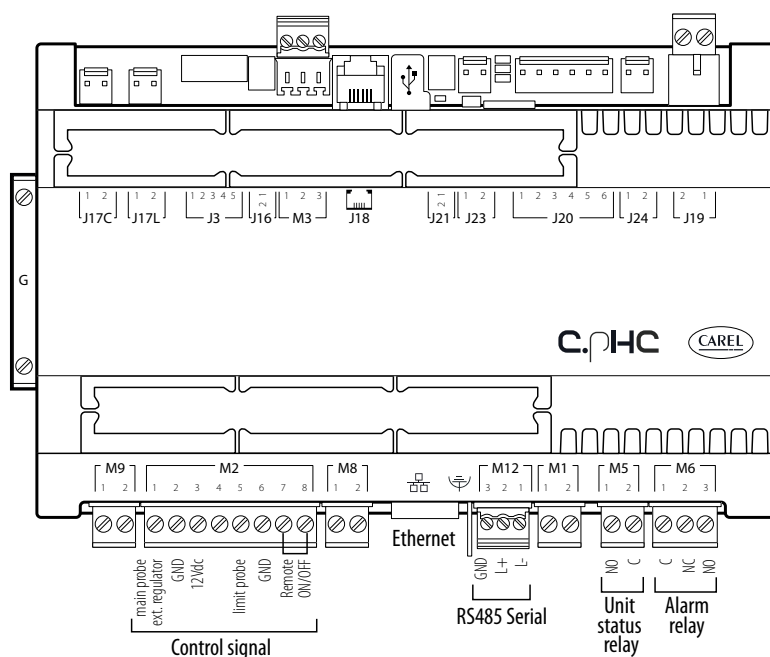 1 2
1 2
1 2 3 4 5
2 1
1 2 3
2 1
1 2
1 2 3 4 5 6
1 2
2 1
J17C J17L J3 J16 M3 J18 J21 J23 J20 J24 J19
G
c.pHC CAREL
M9 M2 M8 M12 M1 M5 M6
1 2
1 2 3 4 5 6 7 8
1 2
3 2 1
1 2
1 2
1 2 3
Ethernet
main probe
ext. regulator
GND
12Vdc
limit probe
GND
Remote
ON/OFF
GND
L+
L-
NO
C
C
NC
NO
Control signal
RS485 Serial
Unit
status
relay
Alarm
relay